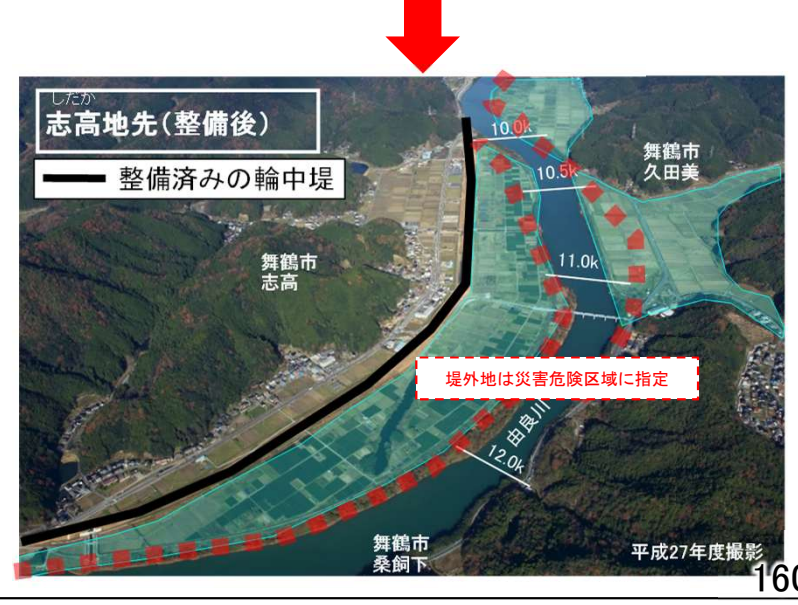 しだか
志高地先(整備後)
整備済みの輪中堤
10.0k
舞鶴市
久田美
10.5k
舞鶴市
志高
11.0k
堤外地は災害危険区域に指定
由良川
12.0k
舞鶴市
桑飼下
平成27年度撮影
160